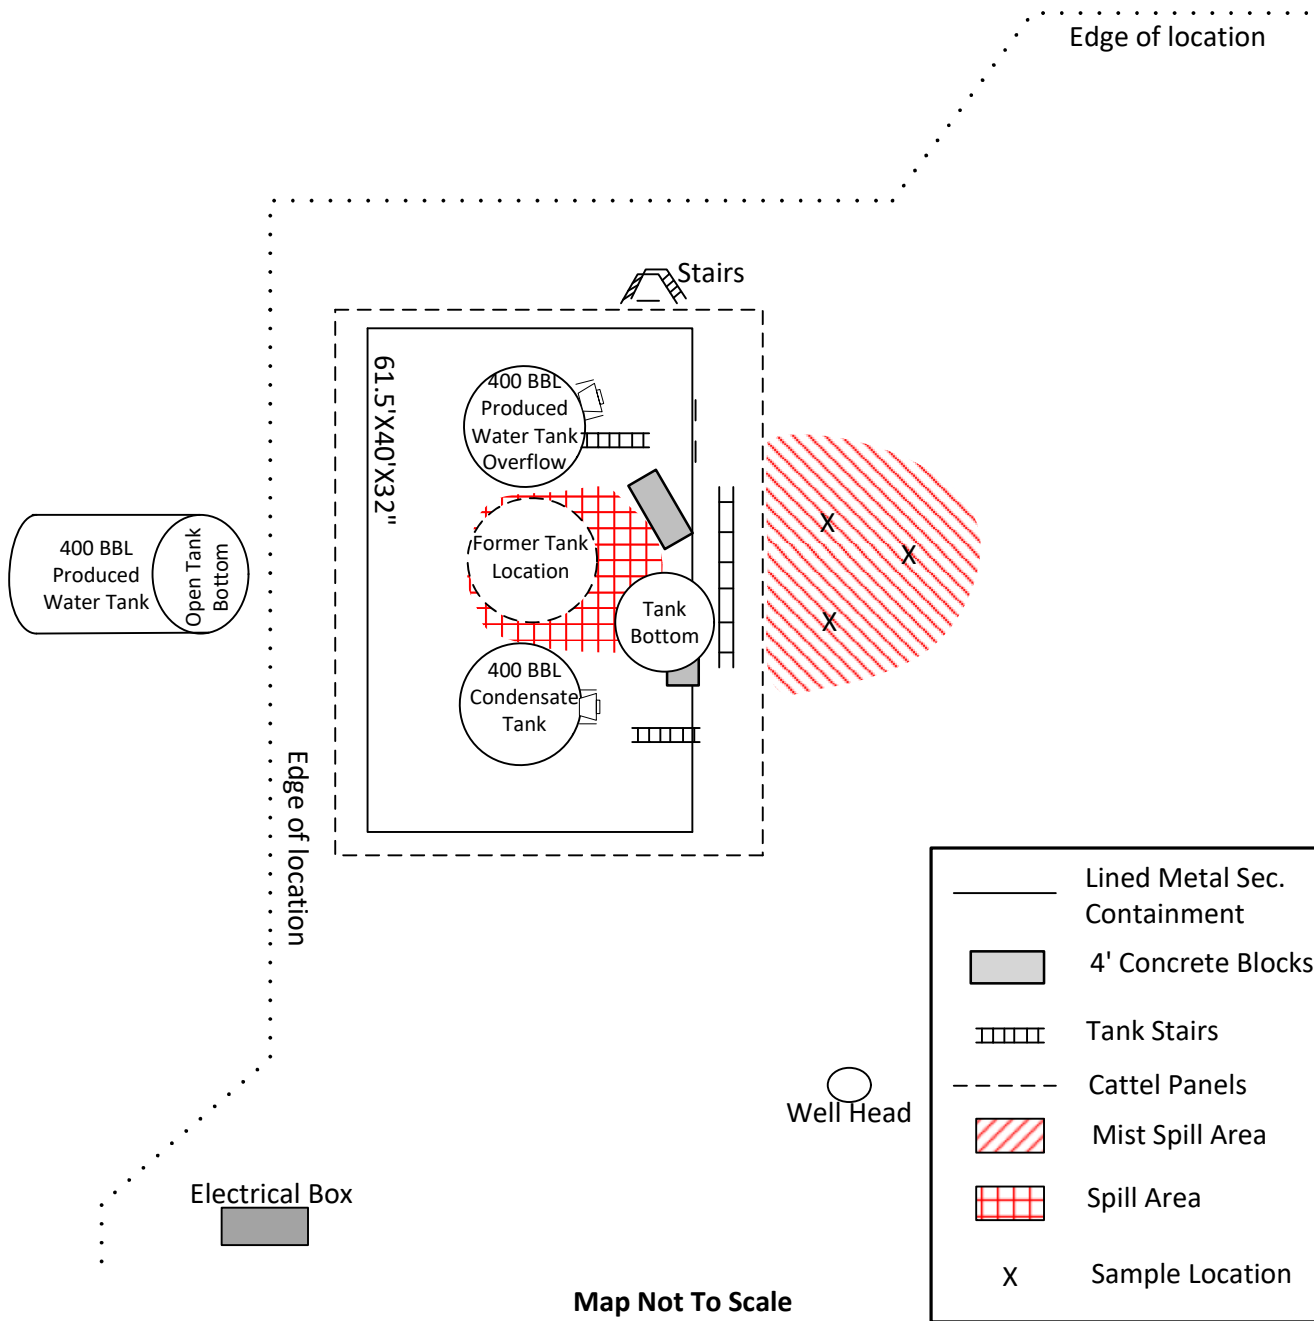 Edge of location
Stairs
61.5'X40'X32"
400 BBL
Produced
Water Tank
Overflow
Former Tank
Location
400 BBL
Produced
Water Tank
Open Tank
Bottom
Tank
Bottom
400 BBL
Condensate
Tank
X
X
X
Edge of location
Well Head
Electrical Box
Lined Metal Sec.
Containment
4' Concrete Blocks
Tank Stairs
Cattel Panels
Mist Spill Area
Spill Area
X Sample Location
Map Not To Scale